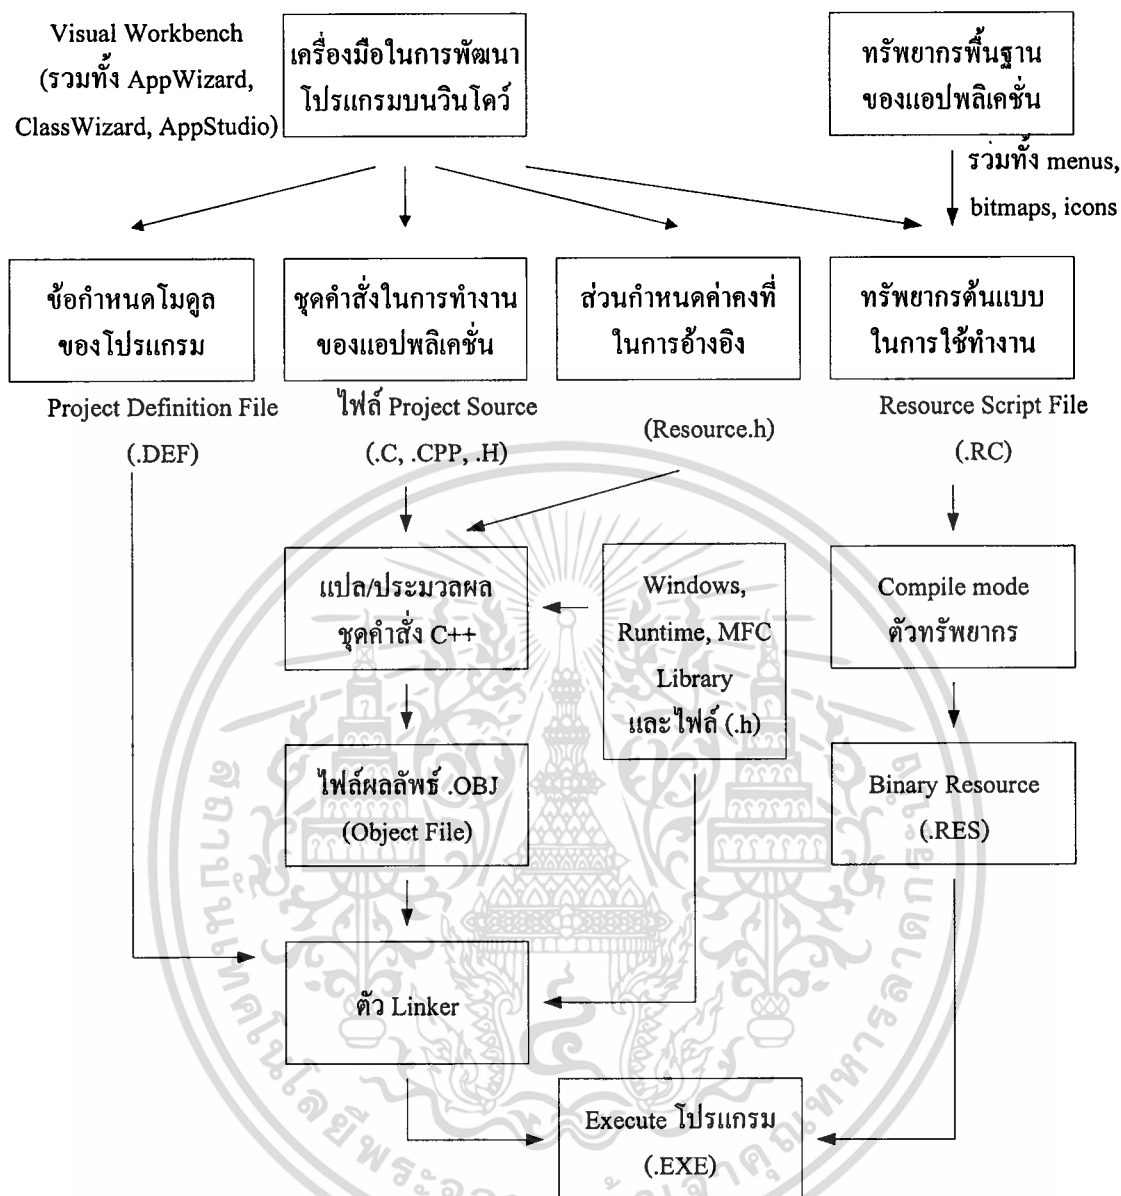 Visual Workbench
(รวมทั้ง AppWizard,
ClassWizard, AppStudio)
เครื่องมือในการพัฒนา
โปรแกรมบนวินโดว์
ทรัพยากรพื้นฐาน
ของแอปพลิเคชั่น
รวมทั้ง menus,
bitmaps, icons
ข้อกำหนดโมดูล
ของโปรแกรม
ชุดคำสั่งในการทำงาน
ของแอปพลิเคชั่น
ส่วนกำหนดค่าคงที่
ในการอ้างอิง
ทรัพยากรต้นแบบ
ในการใช้ทำงาน
Project Definition File
(.DEF)
ไฟล์ Project Source
(.C, .CPP, .H)
(Resource.h)
Resource Script File
(.RC)
แปล/ประมวลผล
ชุดคำสั่ง C++
Windows,
Runtime, MFC
Library
และไฟล์ (.h)
Compile mode
ตัวทรัพยากร
ไฟล์ผลลัพธ์ .OBJ
(Object File)
Binary Resource
(.RES)
ตัว Linker
Execute โปรแกรม
(.EXE)